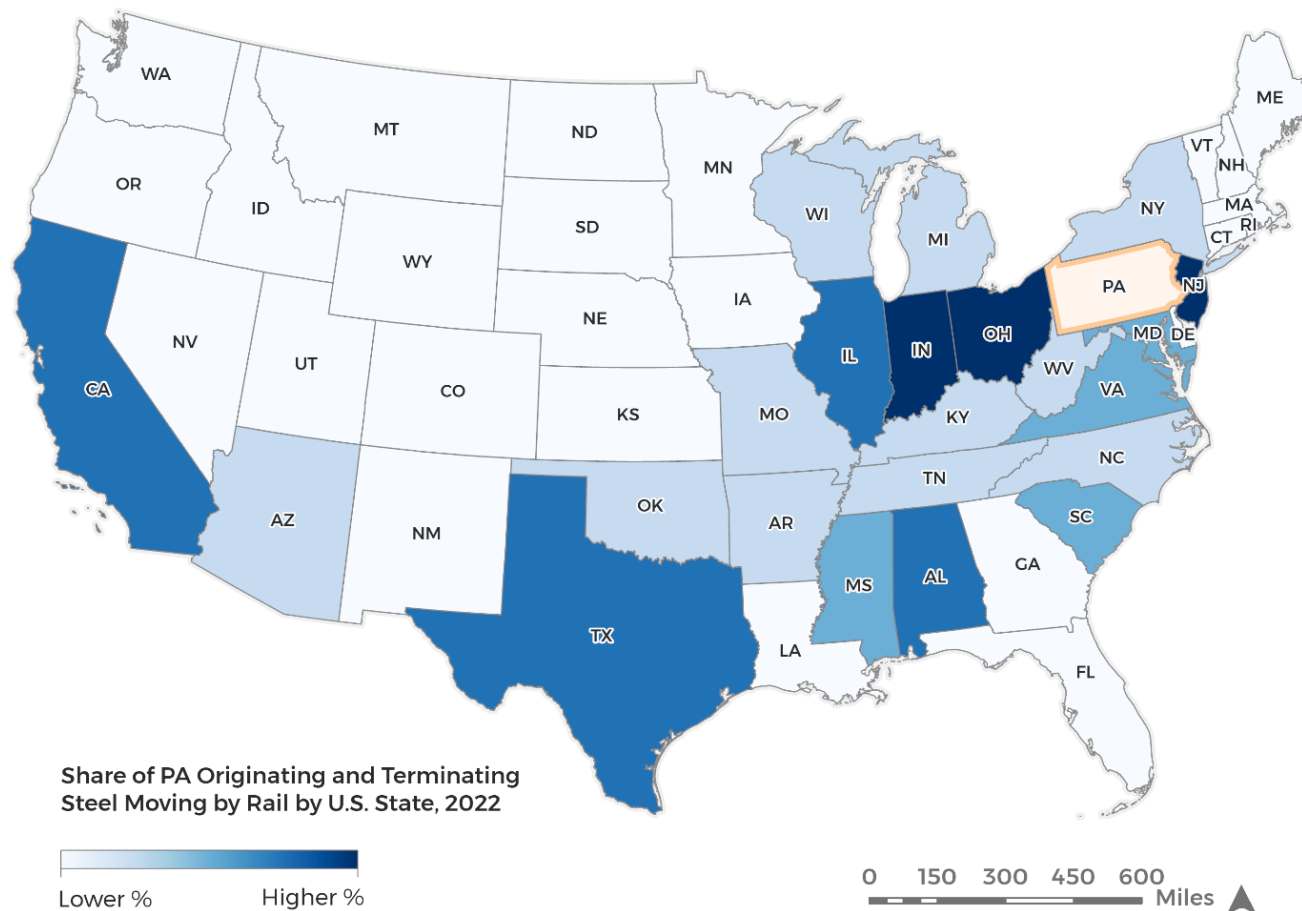 WA
MT
ND
MN
ME
VT
NH
OR
ID
SD
WI
MI
NY
MA
RI
CT
WY
IA
PA
NJ
NE
NV
UT
CO
IL
IN
OH
MD
DE
WV
VA
CA
KS
MO
KY
NC
TN
AZ
NM
OK
AR
SC
GA
MS
AL
TX
LA
FL
Share of PA Originating and Terminating
Steel Moving by Rail by U.S. State, 2022
Lower % Higher %
0 150 300 450 600
Miles